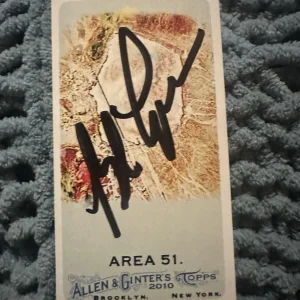 AREA 51.
ALLEN & GINTER'S TOPPS
2010
BROOKLYN. NEW YORK.